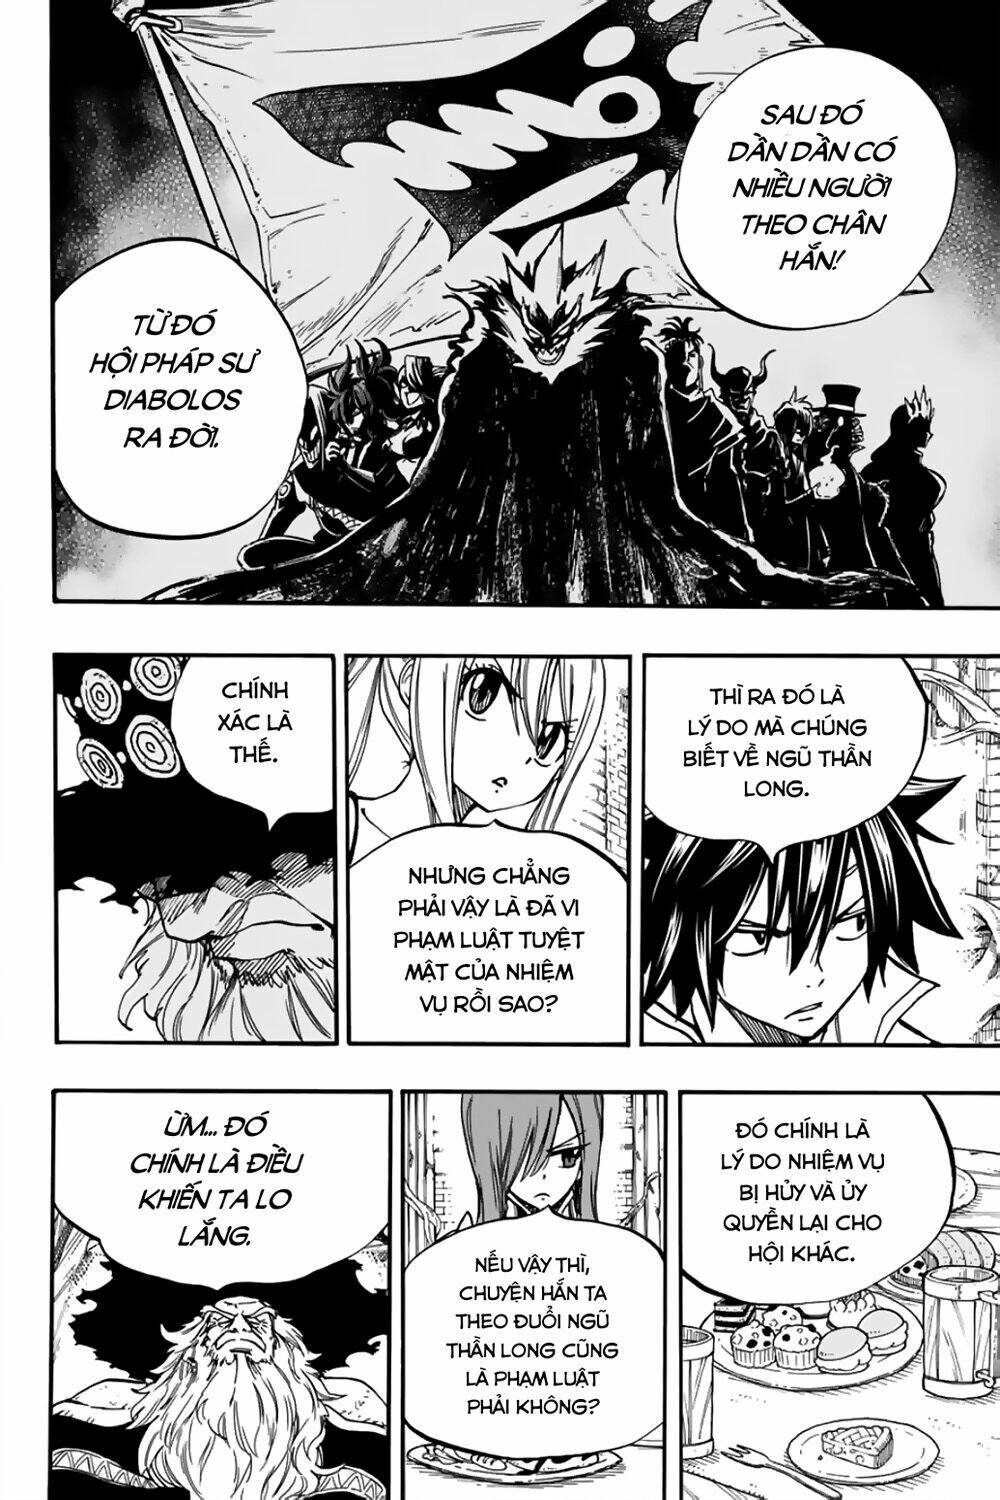 SAU ĐÓ
DẦN DẦN CÓ
NHIỀU NGƯỜI
THEO CHÂN
HẮN!
TỪ ĐÓ
HỘI PHÁP SƯ
DIABOLOS
RA ĐỜI.
THÌ RA ĐÓ LÀ
LÝ DO MÀ CHÚNG
BIẾT VỀ NGŨ THẦN
LONG.
NHƯNG CHẲNG
PHẢI VẬY LÀ ĐÃ VI
PHẠM LUẬT TUYỆT
MẬT CỦA NHIỆM
VỤ RỒI SAO?
CHÍNH
XÁC LÀ
THẾ.
ĐÓ CHÍNH LÀ
LÝ DO NHIỆM VỤ
BỊ HỦY VÀ ỦY
QUYỀN LẠI CHO
HỘI KHÁC.
NẾU VẬY THÌ,
CHUYỆN HẮN TA
THEO ĐUỔI NGŨ
THẦN LONG CŨNG
LÀ PHẠM LUẬT
PHẢI KHÔNG?
ỪM... ĐÓ
CHÍNH LÀ ĐIỀU
KHIẾN TA LO
LẮNG.